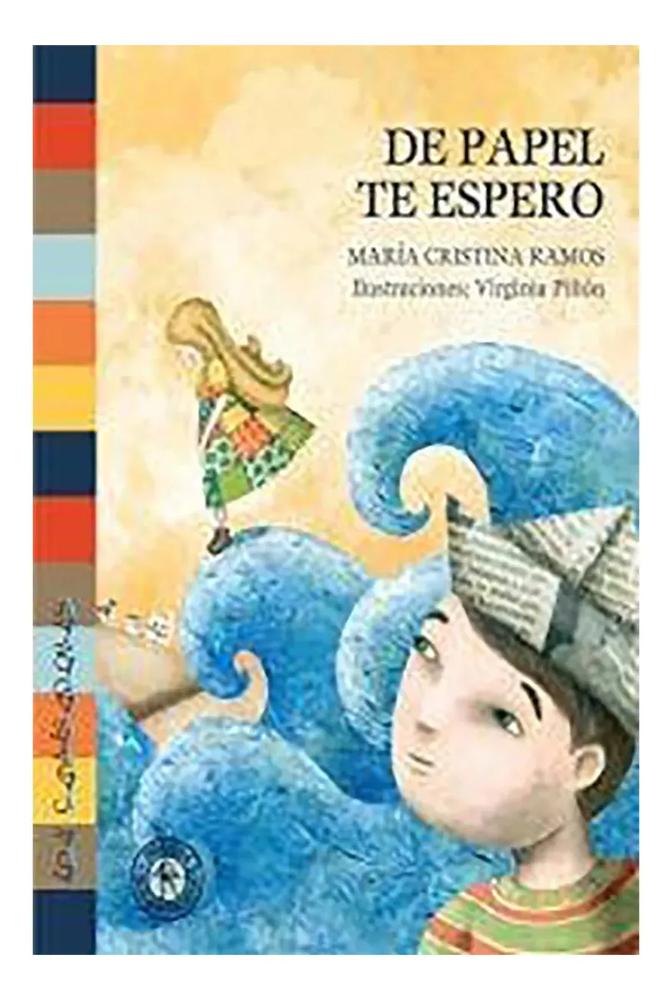 DE PAPEL
TE ESPERO
MARÍA CRISTINA RAMOS
Ilustraciones: Virginia Piñón